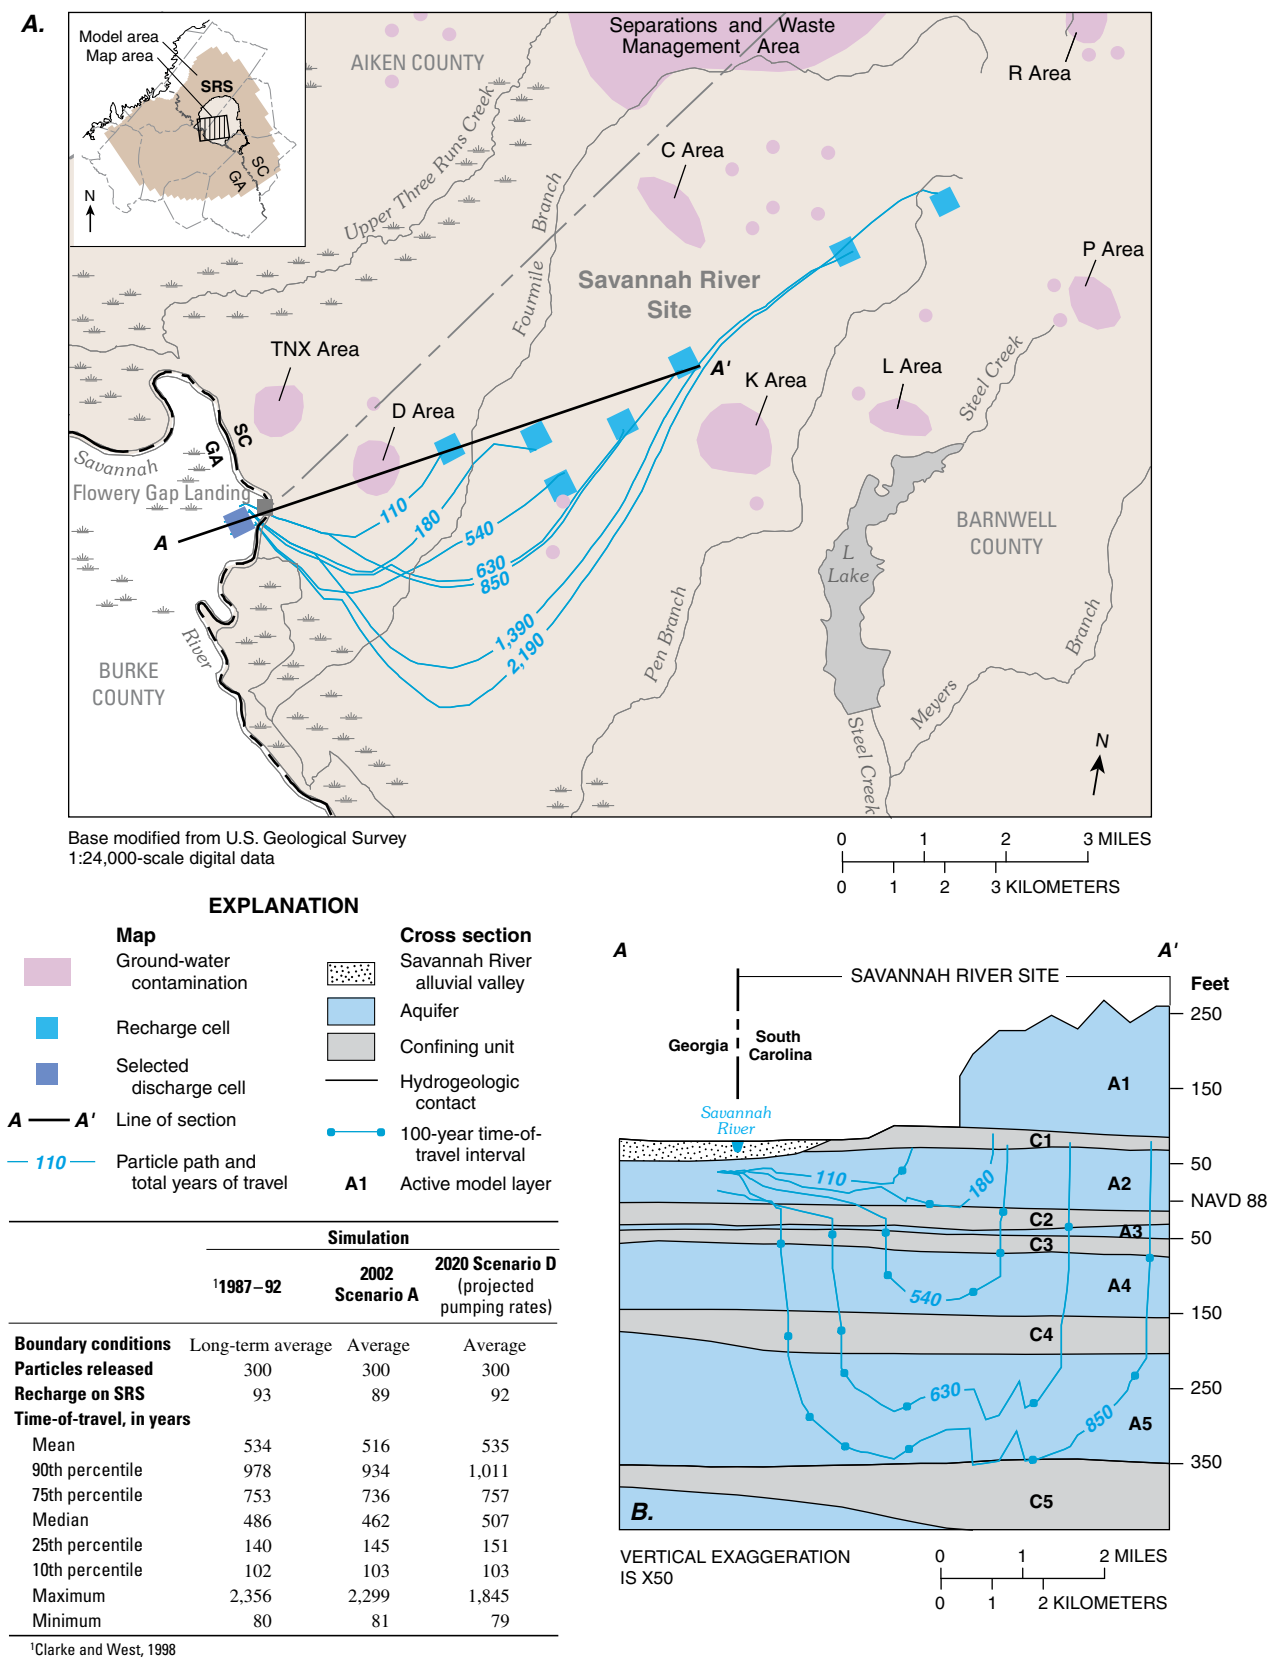 A.
Model area
Map area
SRS
SC
GA
N
Separations and Waste
Management Area
AIKEN COUNTY
R Area
Upper Three Runs Creek
Fourmile Branch
C Area
P Area
Savannah River
Site
TNX Area
A'
K Area
L Area
Steel Creek
D Area
SC
GA
Savannah
Flowery Gap Landing
110
180
540
A
630
850
L
Lake
BARNWELL
COUNTY
1,390
2,190
River
Pen Branch
Branch
BURKE
COUNTY
Meyers
Steel Creek
N
Base modified from U.S. Geological Survey
1:24,000-scale digital data
0 1 2 3 MILES
0 1 2 3 KILOMETERS
EXPLANATION
Map
Ground-water
contamination
Recharge cell
Selected
discharge cell
A A' Line of section
110 Particle path and
total years of travel
Cross section
Savannah River
alluvial valley
Aquifer
Confining unit
Hydrogeologic
contact
100-year time-of-
travel interval
A1 Active model layer
Simulation
¹1987–92
2002
Scenario A
2020 Scenario D
(projected
pumping rates)
Boundary conditions Long-term average Average Average
Particles released 300 300 300
Recharge on SRS 93 89 92
Time-of-travel, in years
Mean 534 516 535
90th percentile 978 934 1,011
75th percentile 753 736 757
Median 486 462 507
25th percentile 140 145 151
10th percentile 102 103 103
Maximum 2,356 2,299 1,845
Minimum 80 81 79
¹Clarke and West, 1998
A A'
SAVANNAH RIVER SITE
Feet
250
Georgia
South
Carolina
A1
150
Savannah
River
C1
50
110
180
A2
NAVD 88
C2
A3
50
C3
540
A4
150
C4
250
630
850
A5
350
C5
B.
VERTICAL EXAGGERATION
IS X50
0 1 2 MILES
0 1 2 KILOMETERS